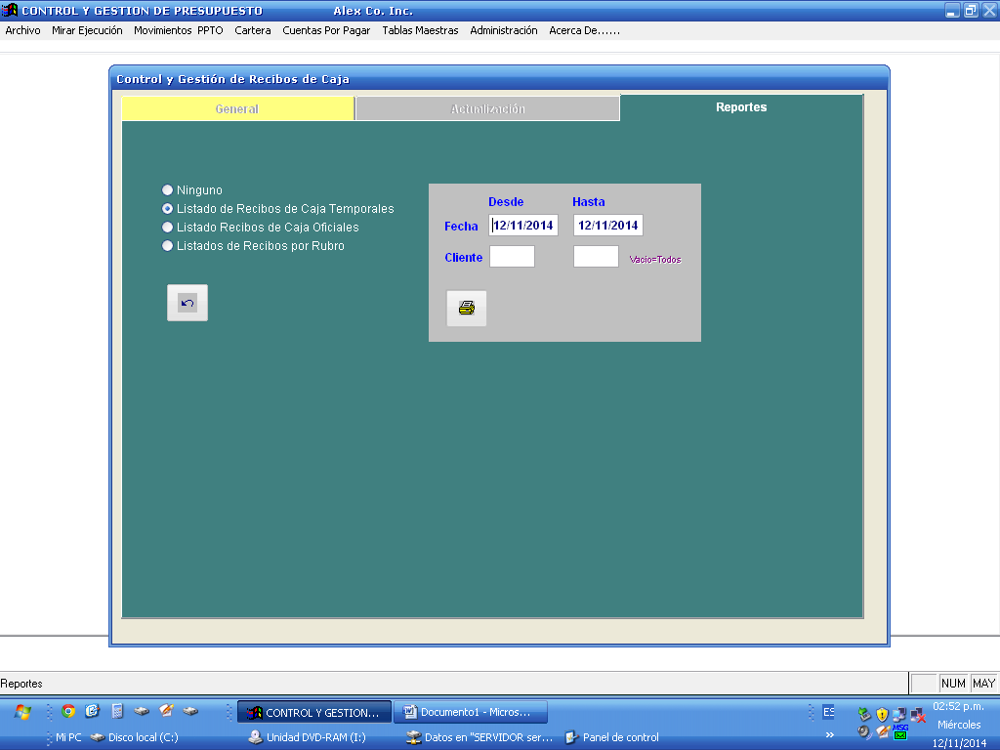 CONTROL Y GESTION DE PRESUPUESTO Alex Co. Inc.
Archivo Mirar Ejecución Movimientos PPTO Cartera Cuentas Por Pagar Tablas Maestras Administración Acerca De......
Control y Gestión de Recibos de Caja
General Actualización Reportes
Ninguno
Listado de Recibos de Caja Temporales
Listado Recibos de Caja Oficiales
Listados de Recibos por Rubro
Desde Hasta
Fecha 12/11/2014 12/11/2014
Cliente Vacio=Todos
Reportes NUM MAY
CONTROL Y GESTION... Documento1 - Micros... ES 02:52 p.m.
Miércoles
Mi PC Disco local (C:) Unidad DVD-RAM (I:) Datos en "SERVIDOR ser... Panel de control » MSG 12/11/2014